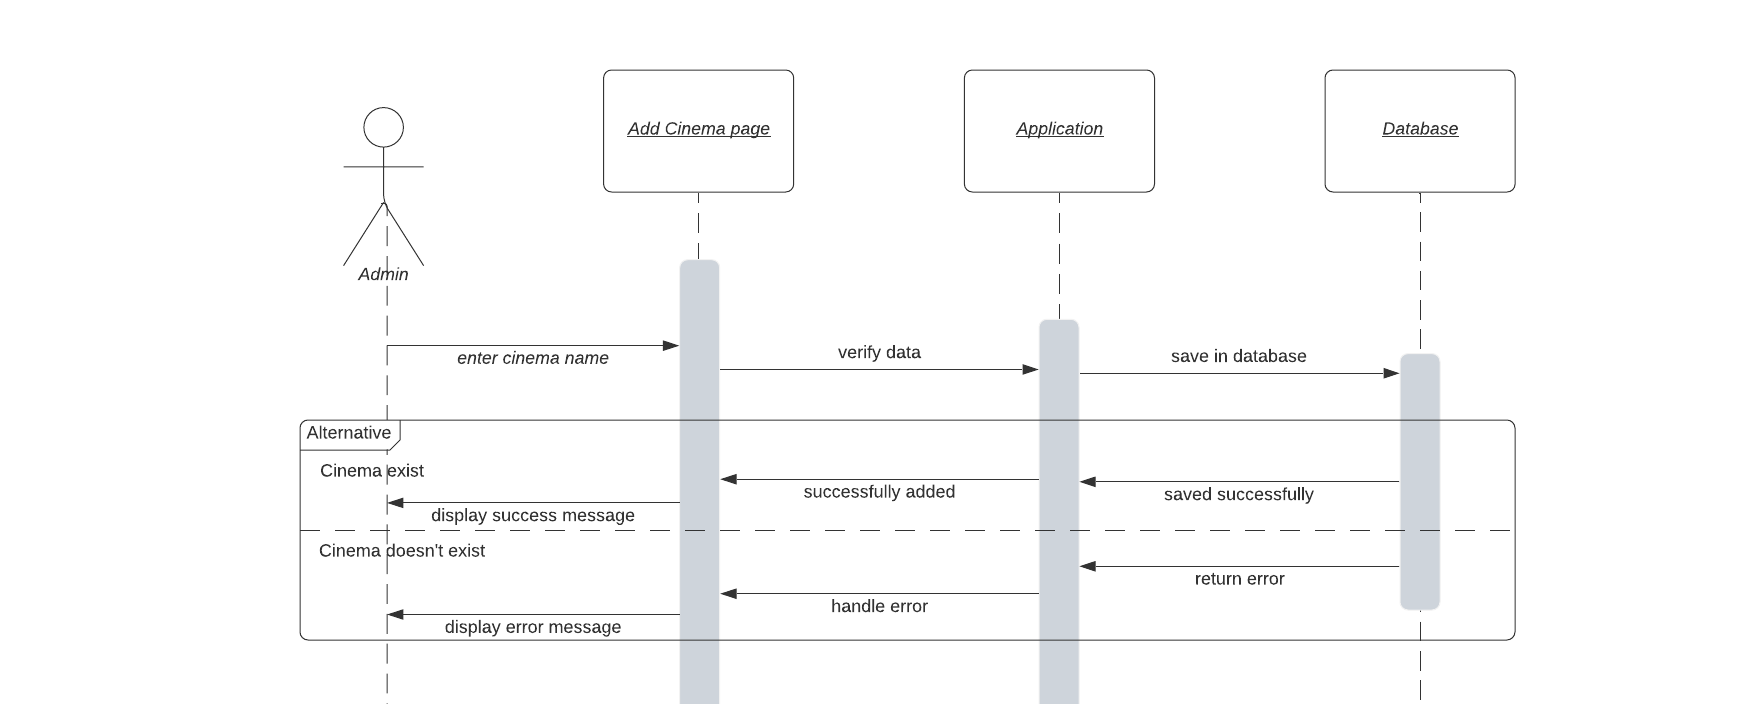 Add Cinema page
Application
Database
Admin
enter cinema name
verify data
save in database
Alternative
Cinema exist
successfully added
saved successfully
display success message
Cinema doesn't exist
return error
handle error
display error message